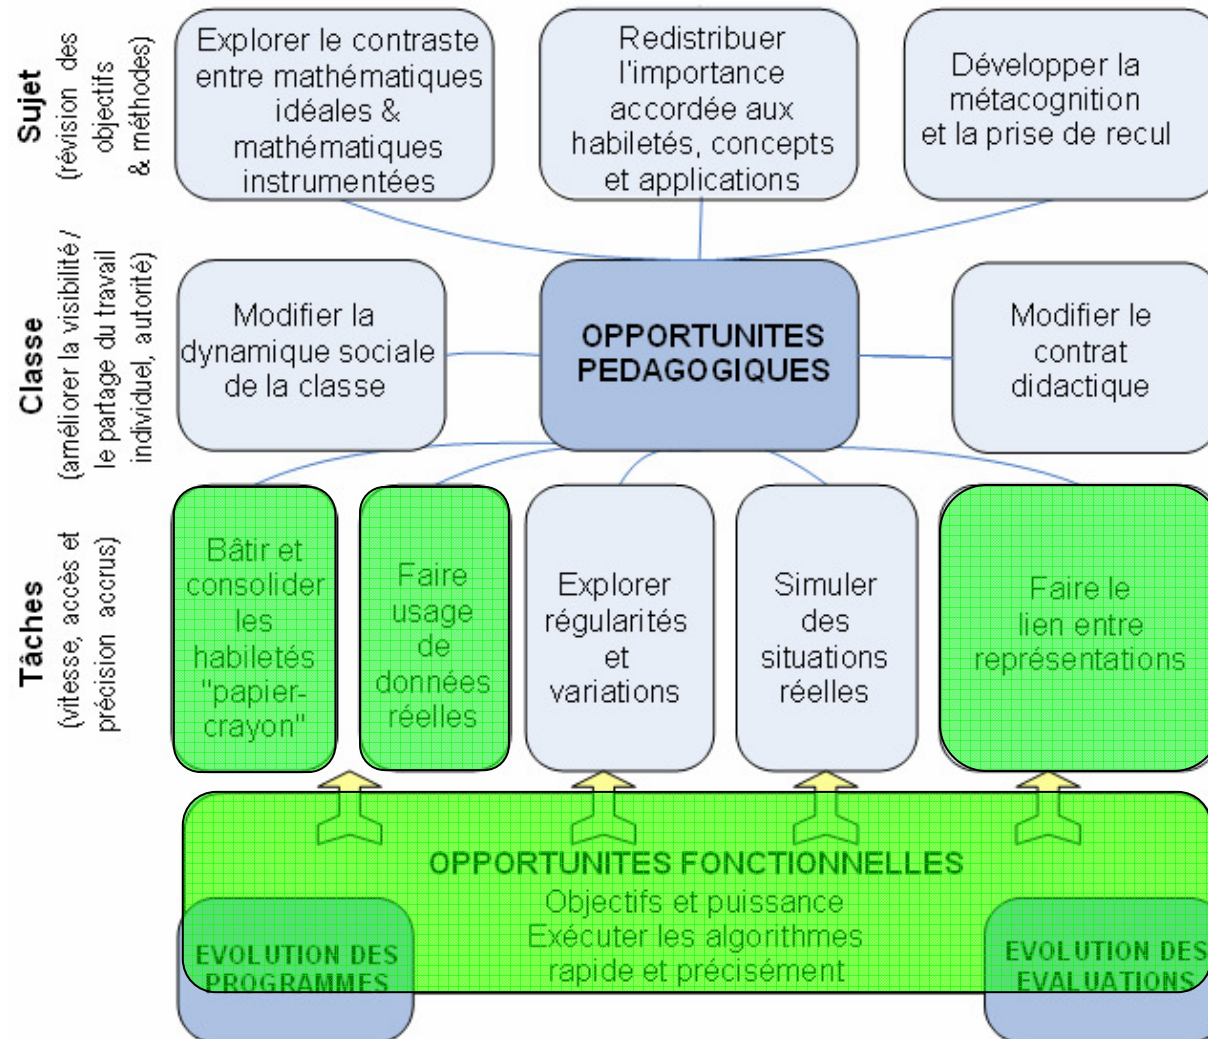 Sujet
(révision des
objectifs
& méthodes)
Explorer le contraste
entre mathématiques
idéales &
mathématiques
instrumentées
Redistribuer
l'importance
accordée aux
habiletés, concepts
et applications
Développer la
métacognition
et la prise de recul
Classe
(améliorer la visibilité /
le partage du travail
individuel, autorité)
Modifier la
dynamique sociale
de la classe
OPPORTUNITES
PEDAGOGIQUES
Modifier le
contrat
didactique
Tâches
(vitesse, accès et
précision accrus)
Bâtir et
consolider
les
habiletés
"papier-
crayon"
Faire
usage
de
données
réelles
Explorer
régularités
et
variations
Simuler
des
situations
réelles
Faire le
lien entre
représentations
OPPORTUNITES FONCTIONNELLES
Objectifs et puissance
Exécuter les algorithmes
rapide et précisément
EVOLUTION DES
PROGRAMMES
EVOLUTION DES
EVALUATIONS